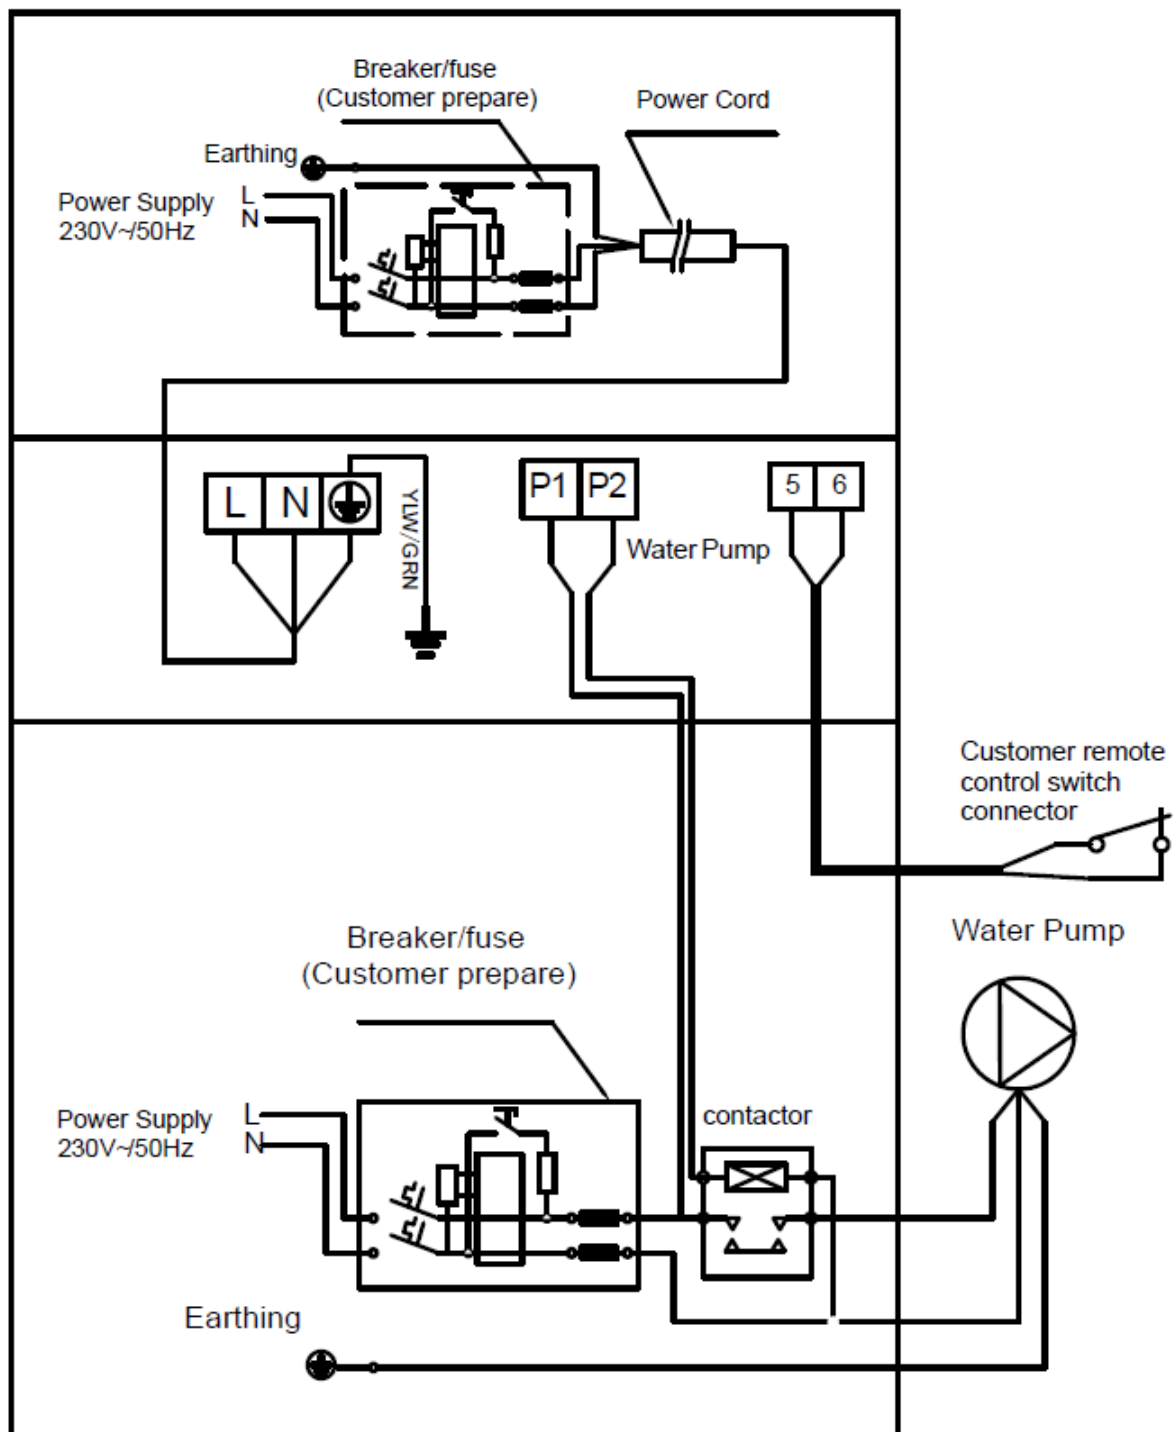 Breaker/fuse
(Customer prepare)
Power Cord
Earthing
Power Supply
230V~/50Hz
L
N
L N
YLW/GRN
P1 P2
5 6
Water Pump
Customer remote
control switch
connector
Water Pump
Breaker/fuse
(Customer prepare)
contactor
Power Supply
230V~/50Hz
L
N
Earthing